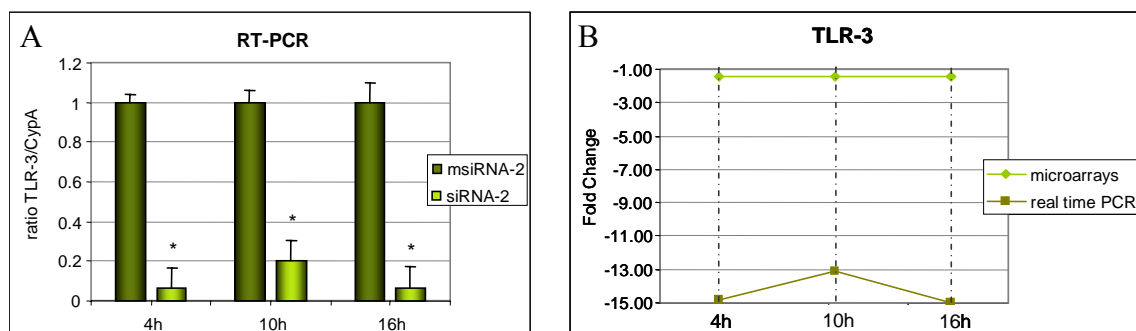 A
RT-PCR
1.2
1
0.8
0.6
0.4
0.2
0
ratio TLR-3/CypA
* * *
4h 10h 16h
msiRNA-2
siRNA-2
B
TLR-3
-1.00
-3.00
-5.00
-7.00
-9.00
-11.00
-13.00
-15.00
Fold Change
4h 10h 16h
microarrays
real time PCR